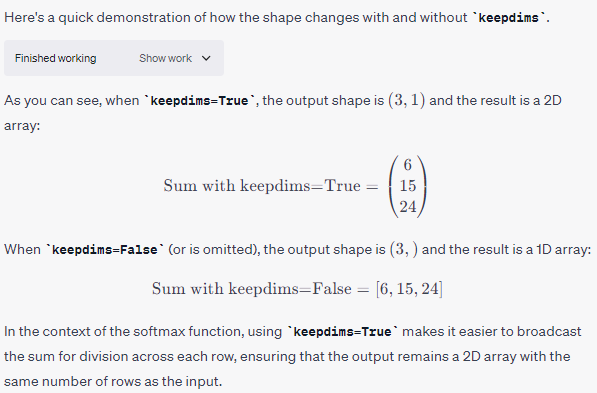 Here's a quick demonstration of how the shape changes with and without `keepdims`.
Finished working Show work
As you can see, when `keepdims=True`, the output shape is (3, 1) and the result is a 2D
array:
6
Sum with keepdims=True = 15
24
When `keepdims=False` (or is omitted), the output shape is (3, ) and the result is a 1D array:
Sum with keepdims=False = [6, 15, 24]
In the context of the softmax function, using `keepdims=True` makes it easier to broadcast
the sum for division across each row, ensuring that the output remains a 2D array with the
same number of rows as the input.